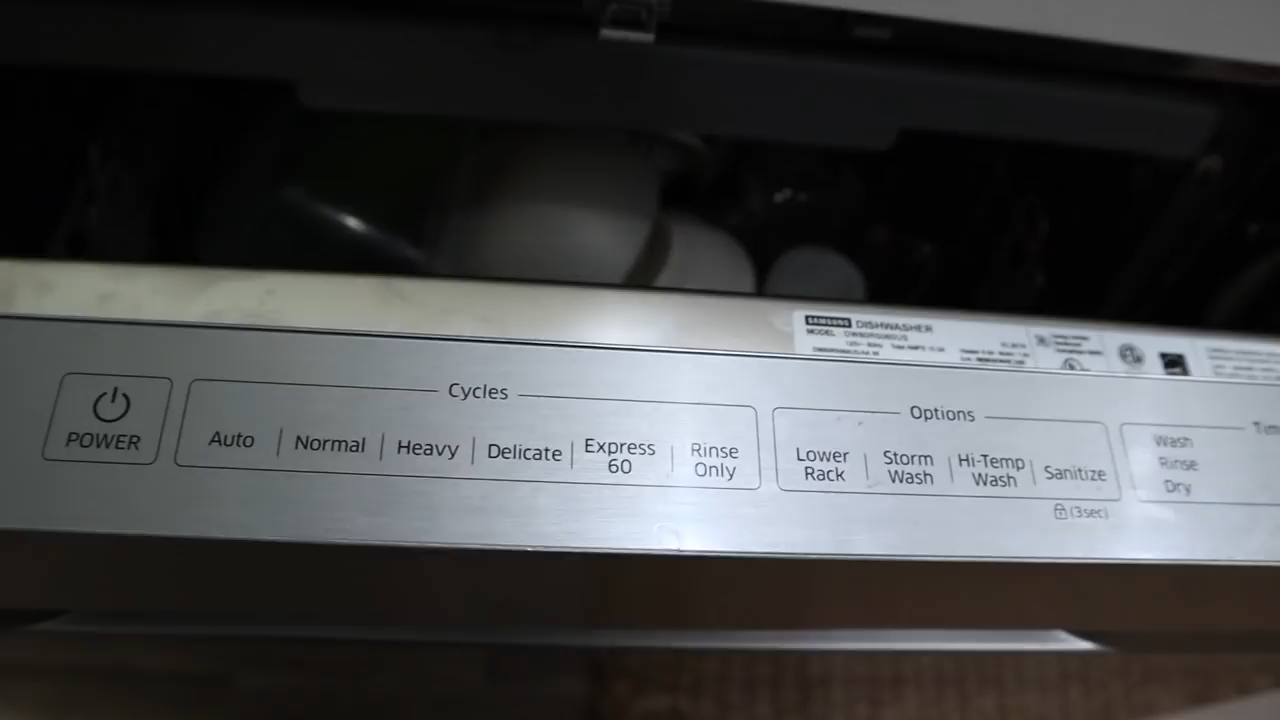 SAMSUNG DISHWASHER
MODEL
POWER
Cycles
Auto
Normal
Heavy
Delicate
Express
60
Rinse
Only
Options
Lower
Rack
Storm
Wash
Hi-Temp
Wash
Sanitize
(3sec)
Wash
Rinse
Dry